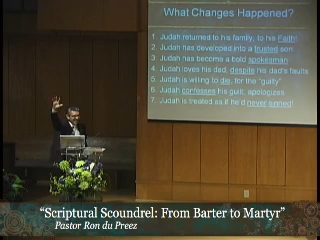 What Changes Happened?
1. Judah returned to his family, to his Faith!
2. Judah has developed into a trusted son
3. Judah has become a bold spokesman
4. Judah loves his dad, despite his dad's faults
5. Judah is willing to die, for the "guilty"
6. Judah confesses his guilt, apologizes
7. Judah is treated as if he'd never sinned!
"Scriptural Scoundrel: From Barter to Martyr"
Pastor Ron du Preez